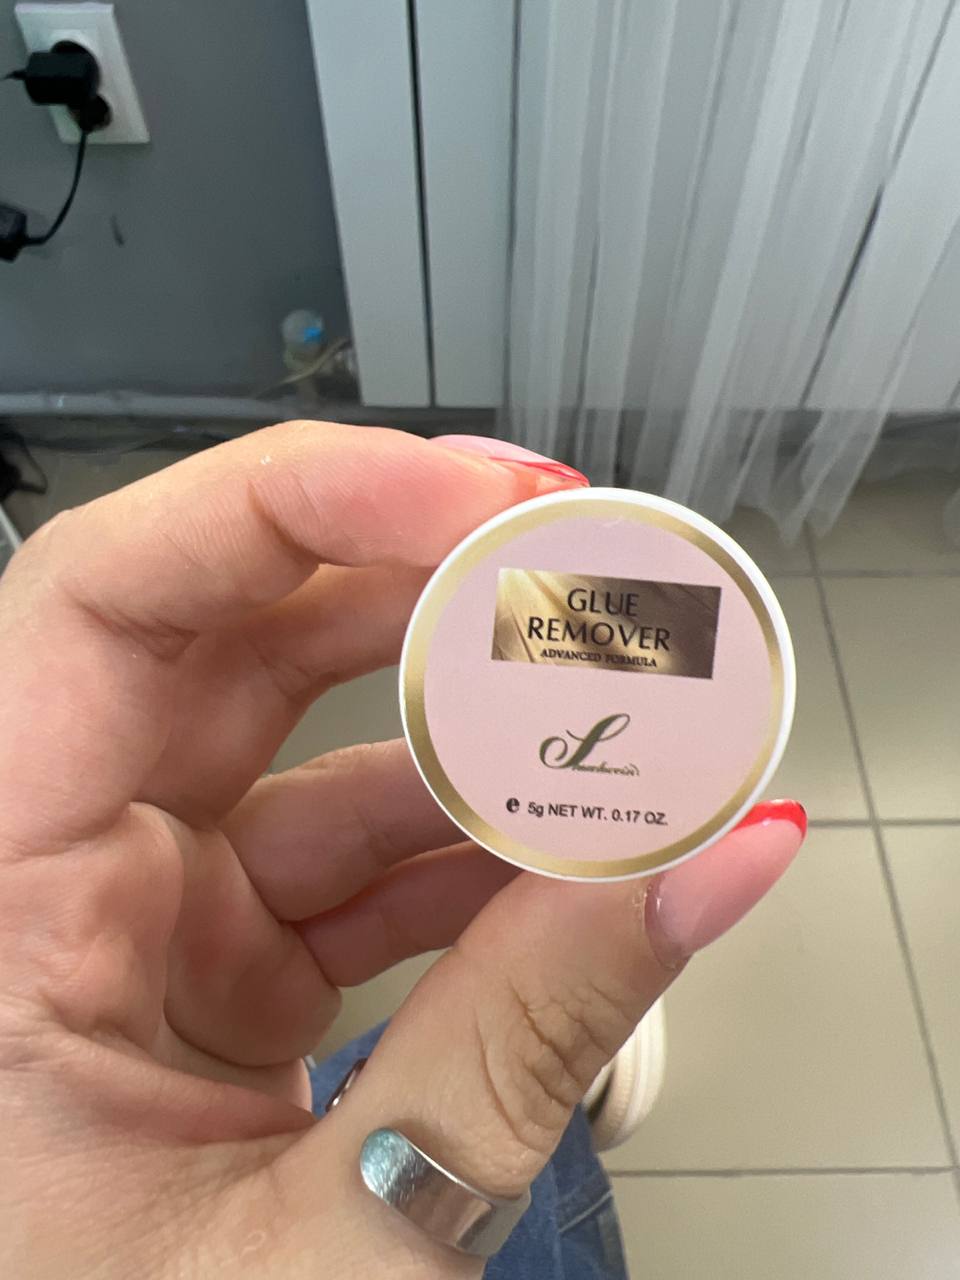 GLUE
REMOVER
ADVANCED FORMULA
e 5g NET WT. 0.17 OZ.